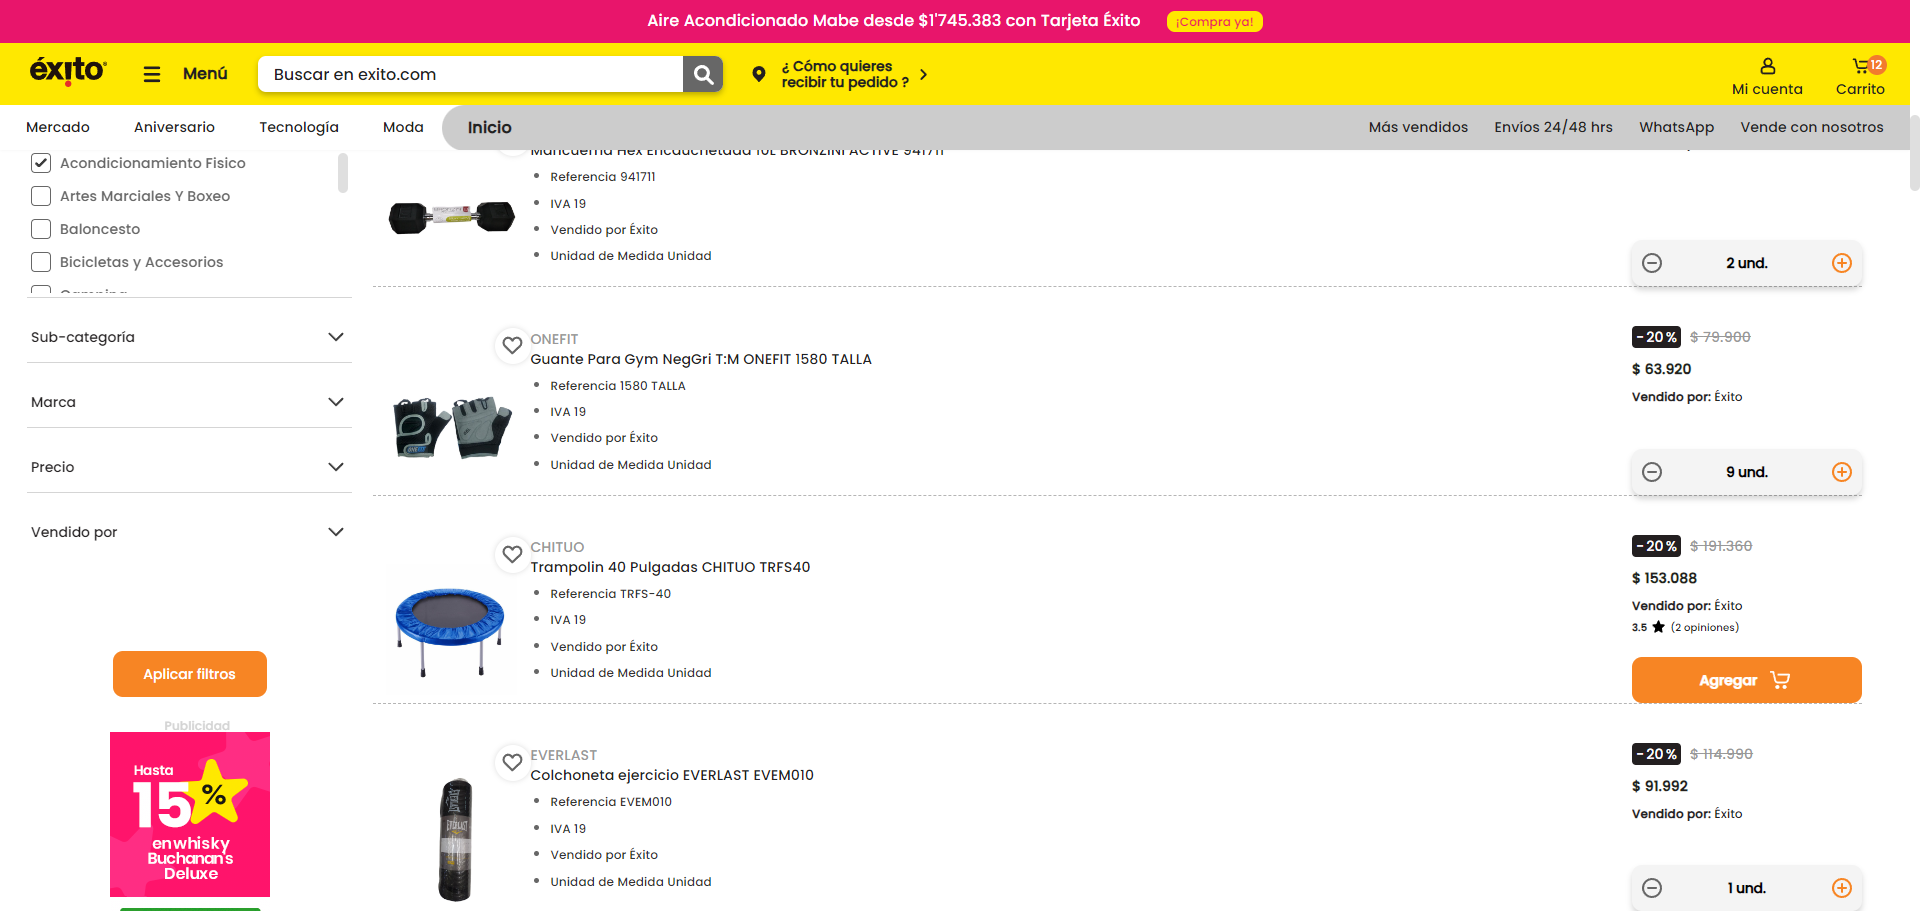 Aire Acondicionado Mabe desde $1'745.383 con Tarjeta Éxito ¡Compra ya!
éxito
Menú
Buscar en exito.com
¿ Cómo quieres
recibir tu pedido ?
Mi cuenta
12
Carrito
Mercado
Aniversario
Tecnología
Moda
Inicio
Más vendidos
Envíos 24/48 hrs
WhatsApp
Vende con nosotros
Acondicionamiento Fisico
Artes Marciales Y Boxeo
Baloncesto
Bicicletas y Accesorios
Camping
Sub-categoría
Marca
Precio
Vendido por
Aplicar filtros
Publicidad
Hasta
15%
en whisky
Buchanan's
Deluxe
Mancuerna Hex Encauchetada 10L BRONZINI ACTIVE 941711
Referencia 941711
IVA 19
Vendido por Éxito
Unidad de Medida Unidad
2 und.
ONEFIT
Guante Para Gym NegGri T:M ONEFIT 1580 TALLA
Referencia 1580 TALLA
IVA 19
Vendido por Éxito
Unidad de Medida Unidad
-20% $ 79.900
$ 63.920
Vendido por: Éxito
9 und.
CHITUO
Trampolin 40 Pulgadas CHITUO TRFS40
Referencia TRFS-40
IVA 19
Vendido por Éxito
Unidad de Medida Unidad
-20% $ 191.360
$ 153.088
Vendido por: Éxito
3.5 ★ (2 opiniones)
Agregar
EVERLAST
Colchoneta ejercicio EVERLAST EVEM010
Referencia EVEM010
IVA 19
Vendido por Éxito
Unidad de Medida Unidad
-20% $ 114.990
$ 91.992
Vendido por: Éxito
1 und.